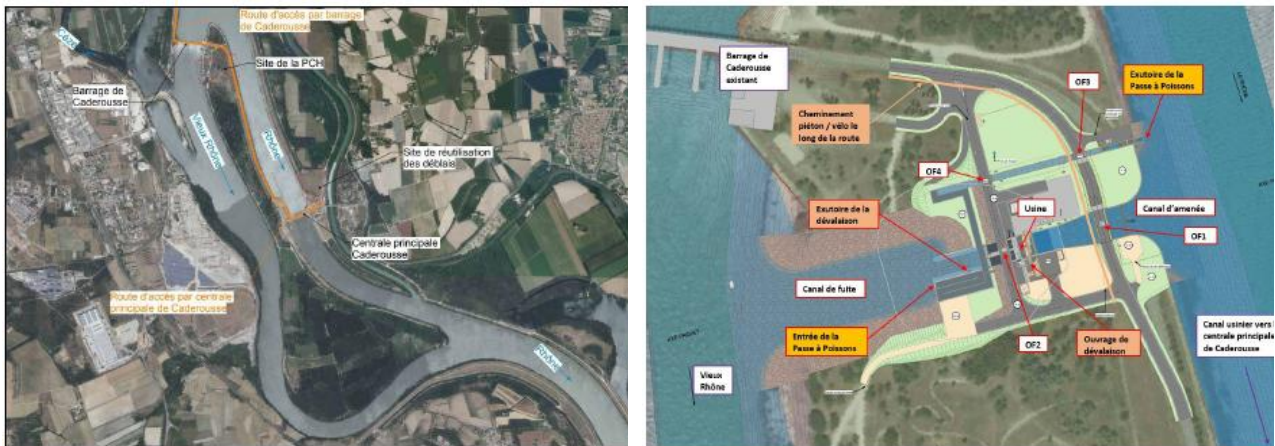 Route d'accès par barrage
de Caderousse
Cèze
Site de la PCH
Barrage de
Caderousse
Vieux Rhône
Rhône
Site de réutilisation
des déblais
Centrale principale
Caderousse
Route d'accès par centrale
principale de Caderousse
Rhône
Barrage de
Caderousse
existant
OF3
Exutoire de la
Passe à Poissons
Cheminement
piéton / vélo le
long de la route
OF4
Usine
Canal d'amenée
Exutoire de la
dévalaison
OF1
Canal de fuite
Entrée de la
Passe à Poissons
OF2
Ouvrage de
dévalaison
Canal usinier vers
centrale principale
de Caderousse
Vieux
Rhône